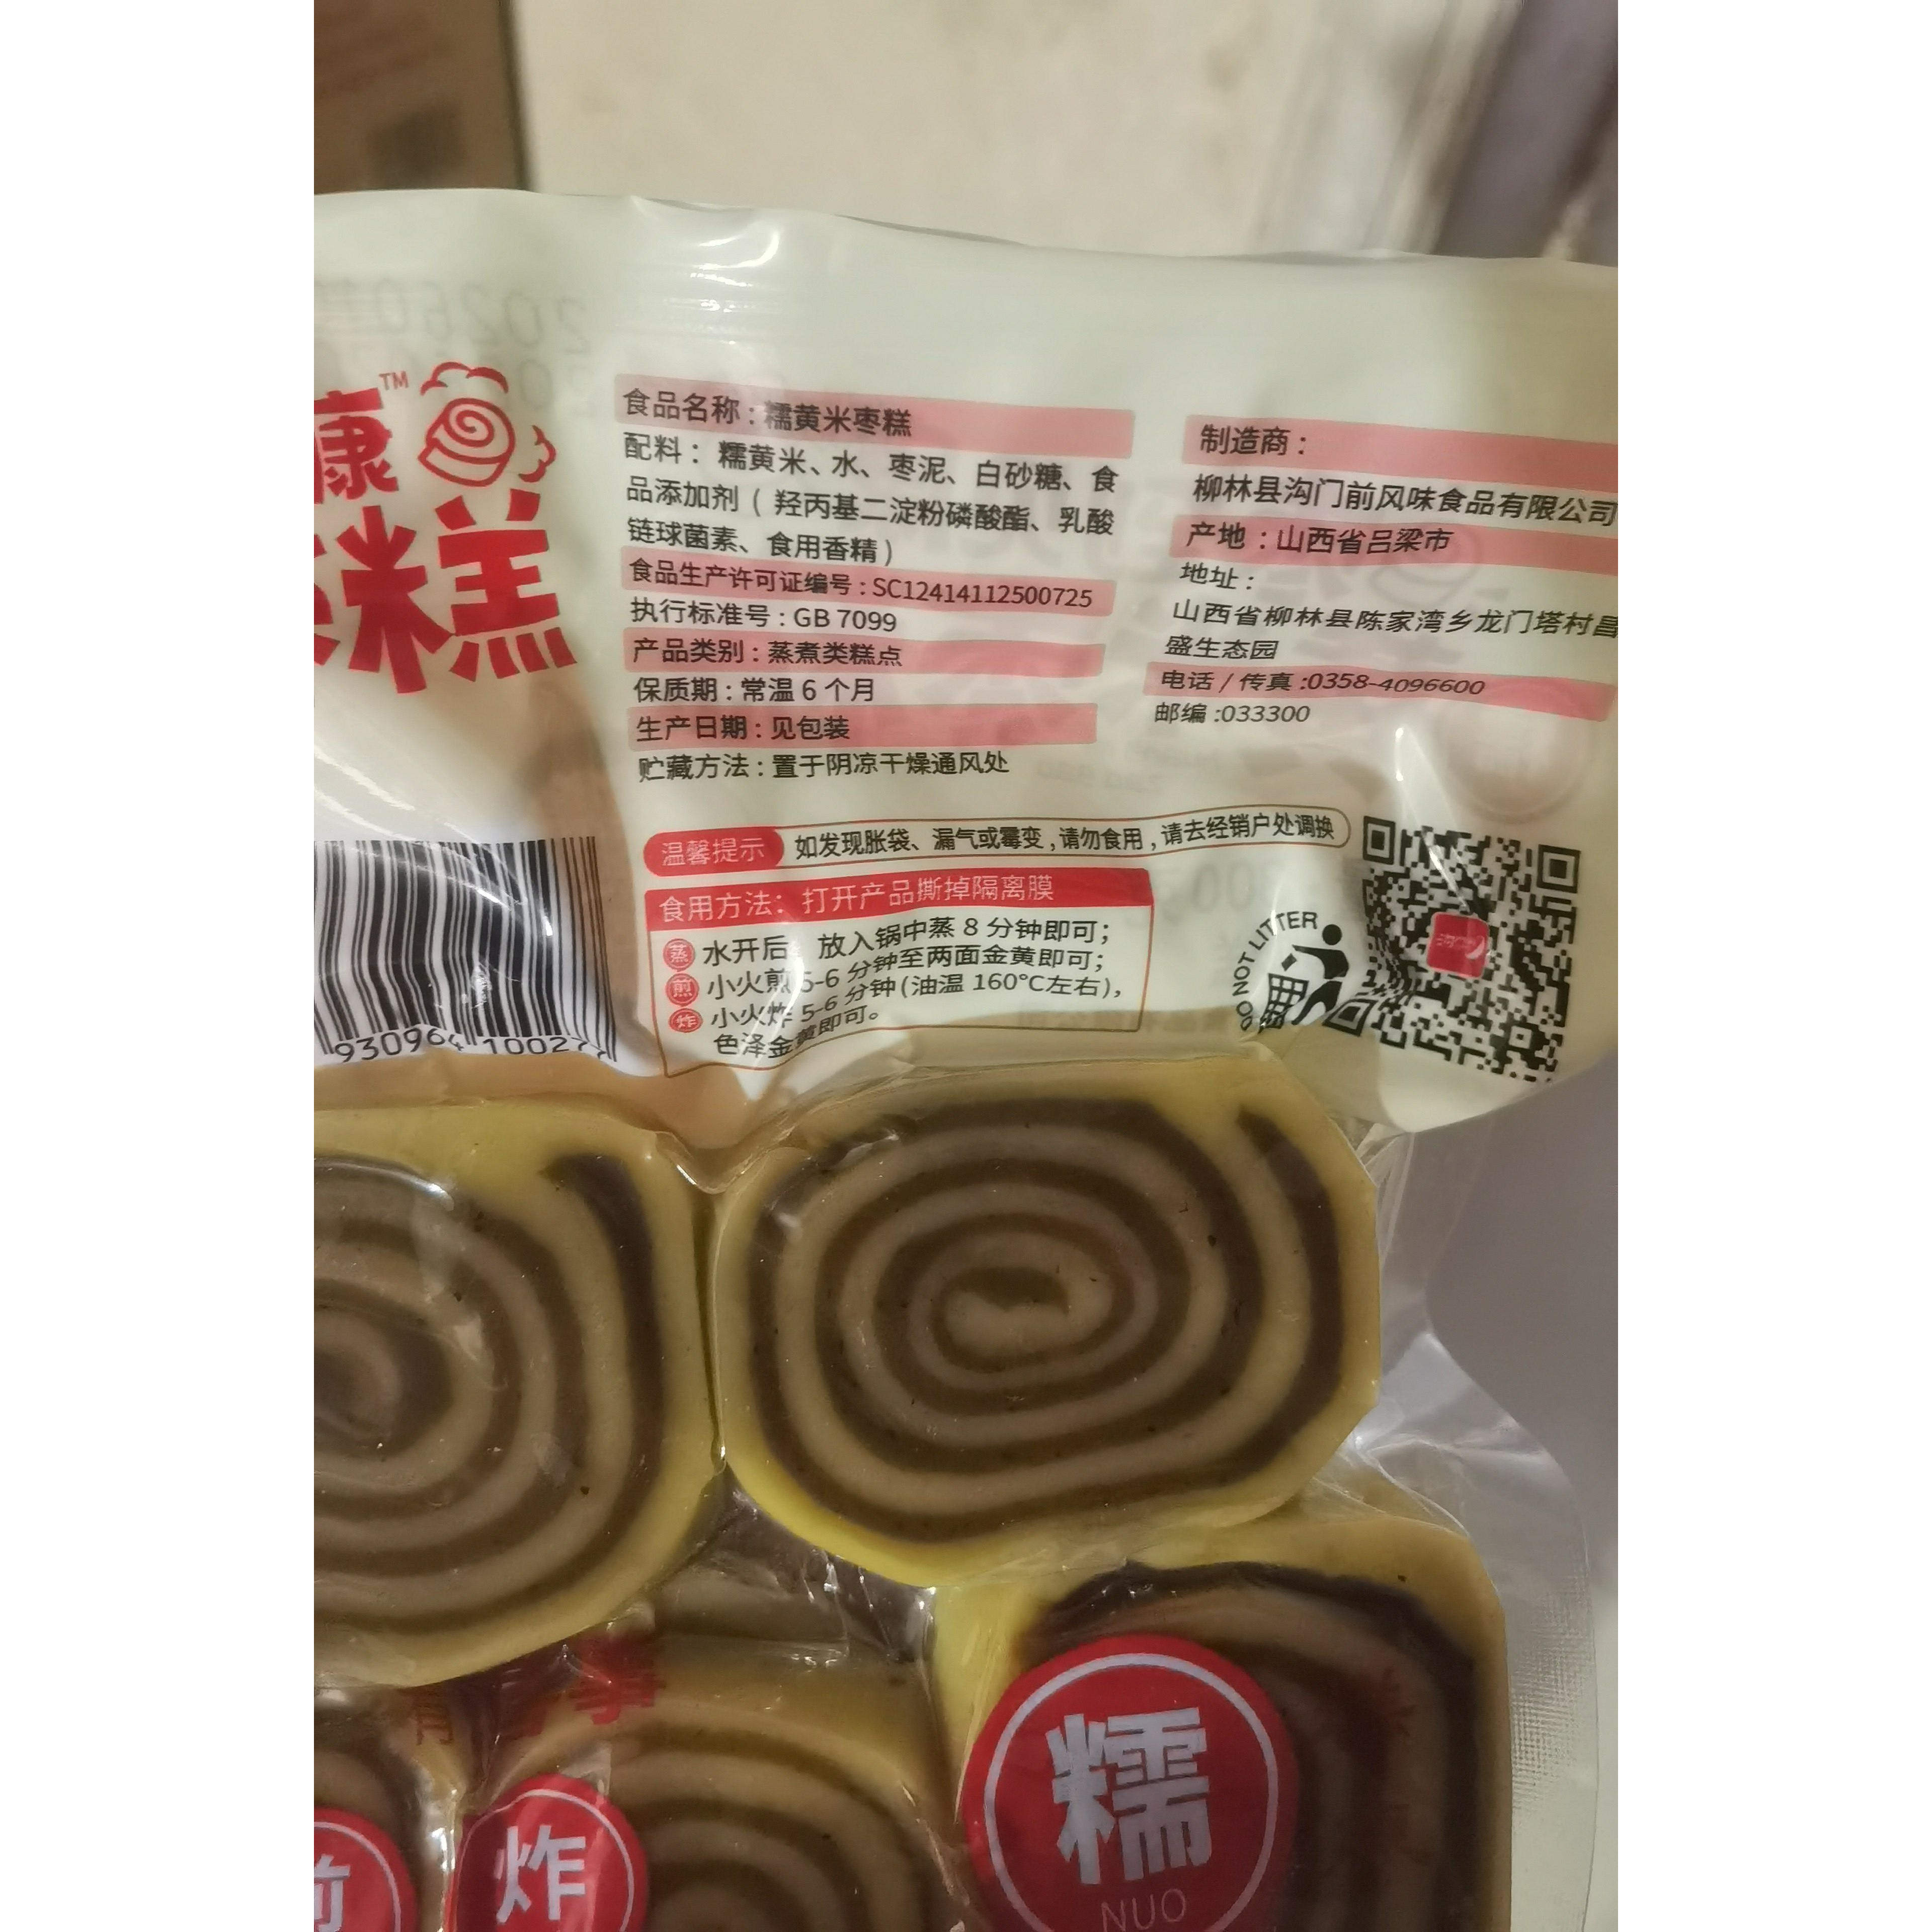 康™
糕
食品名称:糯黄米枣糕
配料：糯黄米、水、枣泥、白砂糖、食
品添加剂(羟丙基二淀粉磷酸酯、乳酸
链球菌素、食用香精)
食品生产许可证编号:SC12414112500725
执行标准号:GB 7099
产品类别:蒸煮类糕点
保质期:常温6个月
生产日期:见包装
贮藏方法:置于阴凉干燥通风处
制造商:
柳林县沟门前风味食品有限公司
产地:山西省吕梁市
地址:
山西省柳林县陈家湾乡龙门塔村昌
盛生态园
电话/传真:0358-4096600
邮编:033300
温馨提示 如发现胀袋、漏气或霉变,请勿食用,请去经销户处调换
食用方法：打开产品撕掉隔离膜
蒸 水开后，放入锅中蒸8分钟即可；
煎 小火煎5-6分钟至两面金黄即可；
炸 小火炸5-6分钟(油温160℃左右)，
色泽金黄即可。
DO NOT LITTER
930964 10027
炸
糯
NUO